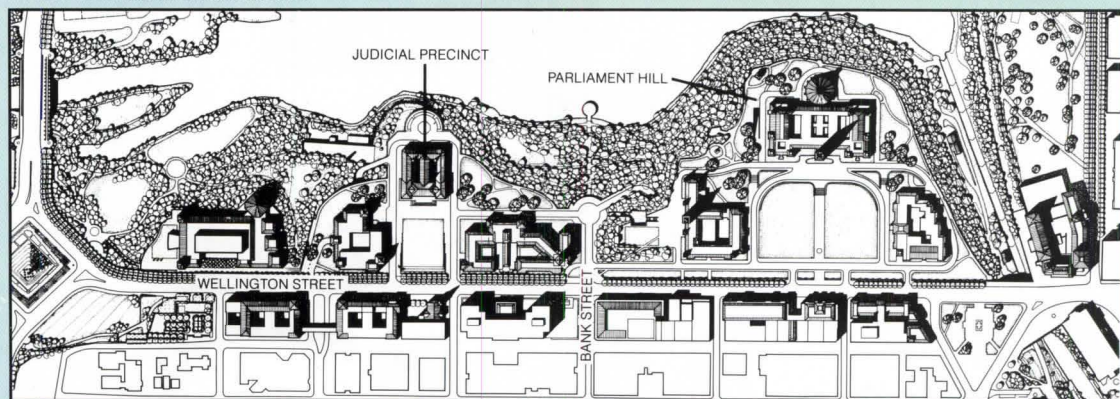 JUDICIAL PRECINCT
PARLIAMENT HILL
WELLINGTON STREET
BANK STREET